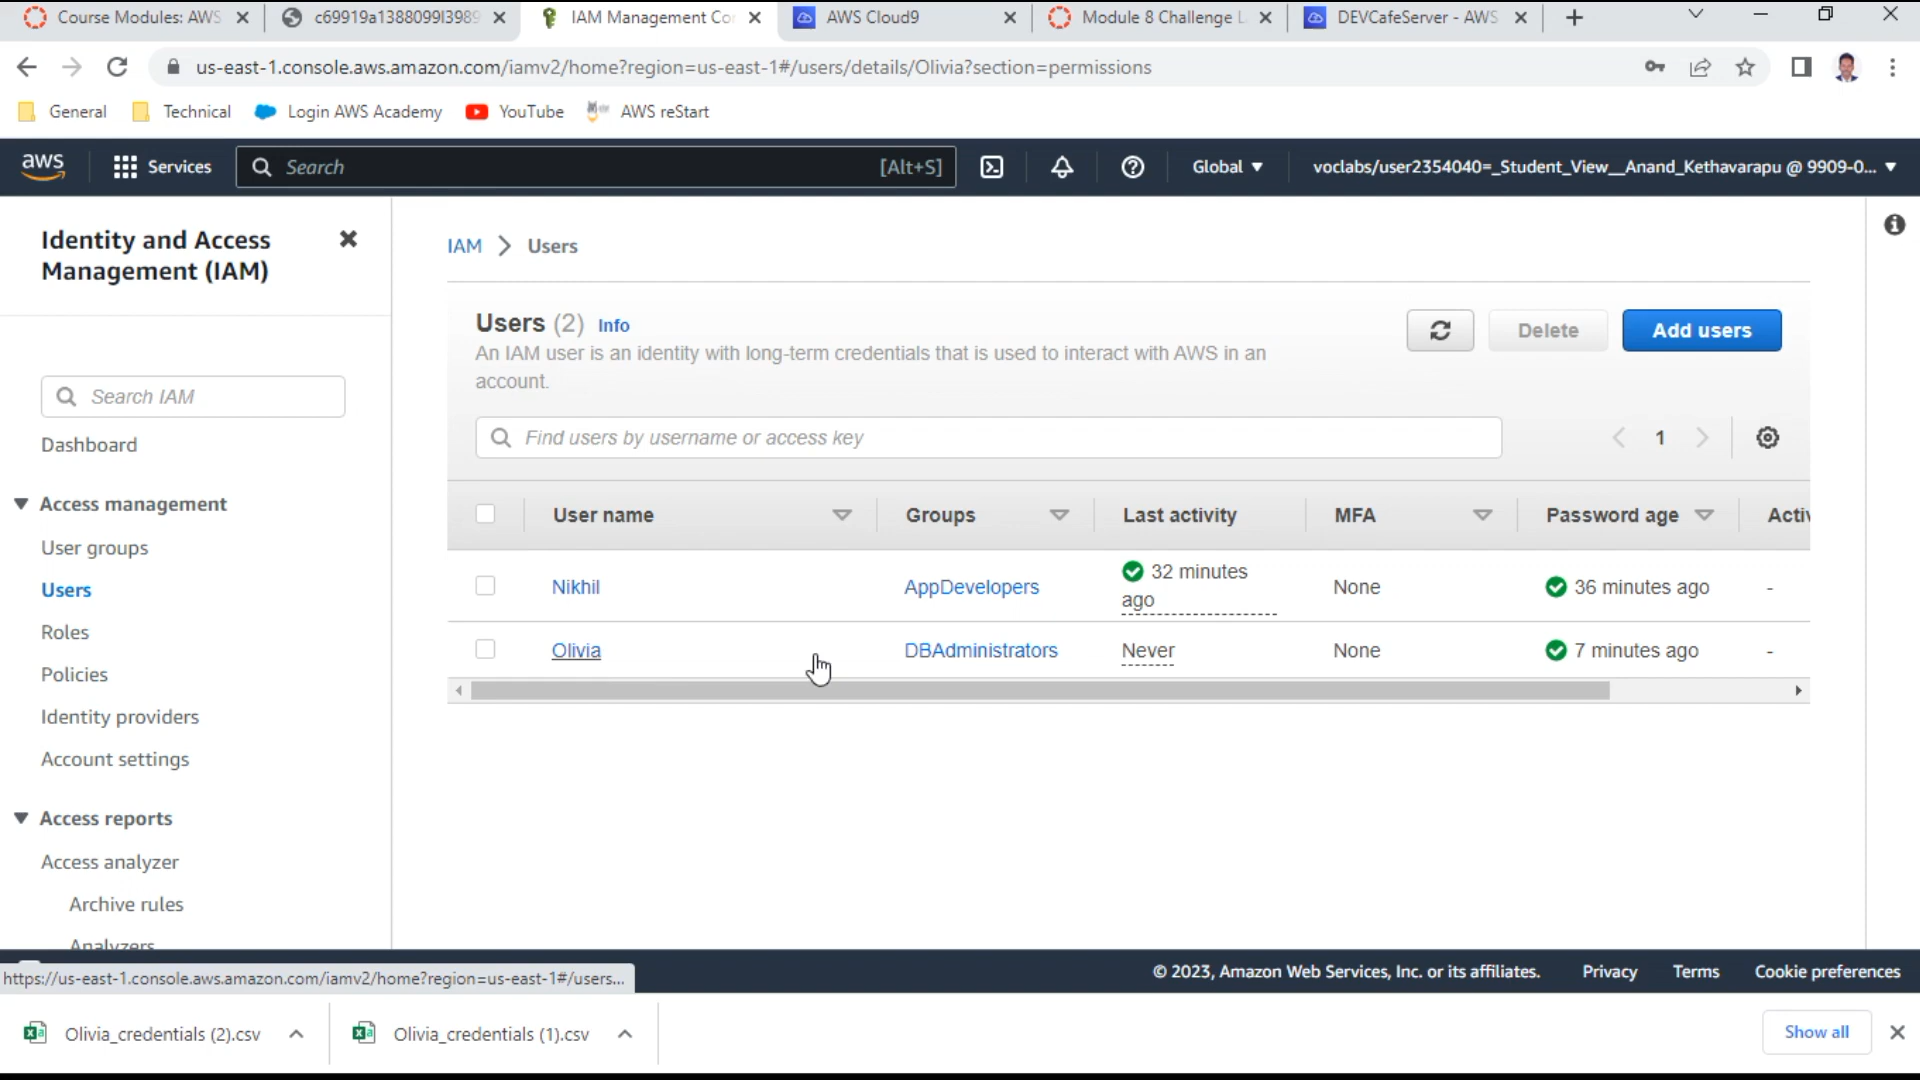 Course Modules: AWS
c69919a1388099l3989
IAM Management Con
AWS Cloud9
Module 8 Challenge L
DEVCafeServer - AWS
us-east-1.console.aws.amazon.com/iamv2/home?region=us-east-1#/users/details/Olivia?section=permissions
General
Technical
Login AWS Academy
YouTube
AWS reStart
aws
Services
Search
[Alt+S]
Global
voclabs/user2354040=_Student_View__Anand_Kethavarapu @ 9909-0...
Identity and Access
Management (IAM)
Search IAM
Dashboard
Access management
User groups
Users
Roles
Policies
Identity providers
Account settings
Access reports
Access analyzer
Archive rules
Analyzers
IAM > Users
Users (2) Info
An IAM user is an identity with long-term credentials that is used to interact with AWS in an
account.
Delete
Add users
Find users by username or access key
1
User name
Groups
Last activity
MFA
Password age
Activ
Nikhil
AppDevelopers
32 minutes
ago
None
36 minutes ago
-
Olivia
DBAdministrators
Never
None
7 minutes ago
-
https://us-east-1.console.aws.amazon.com/iamv2/home?region=us-east-1#/users...
© 2023, Amazon Web Services, Inc. or its affiliates.
Privacy
Terms
Cookie preferences
Olivia_credentials (2).csv
Olivia_credentials (1).csv
Show all